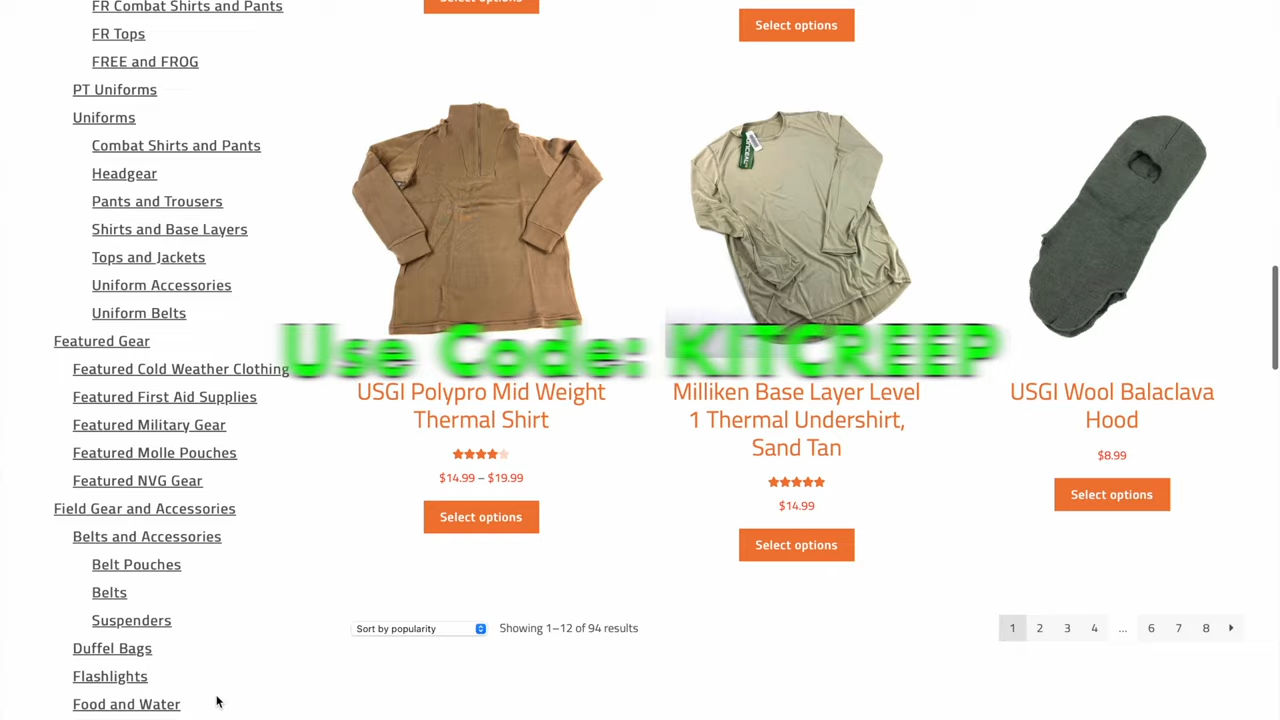 FR Combat Shirts and Pants
FR Tops
FREE and FROG
PT Uniforms
Uniforms
Combat Shirts and Pants
Headgear
Pants and Trousers
Shirts and Base Layers
Tops and Jackets
Uniform Accessories
Uniform Belts
Featured Gear
Featured Cold Weather Clothing
Featured First Aid Supplies
Featured Military Gear
Featured Molle Pouches
Featured NVG Gear
Field Gear and Accessories
Belts and Accessories
Belt Pouches
Belts
Suspenders
Duffel Bags
Flashlights
Food and Water
Select options
Select options
Use Code: KITCREEP
USGI Polypro Mid Weight
Thermal Shirt
$14.99 – $19.99
Select options
Milliken Base Layer Level
1 Thermal Undershirt,
Sand Tan
$14.99
Select options
USGI Wool Balaclava
Hood
$8.99
Select options
Sort by popularity
Showing 1–12 of 94 results
1 2 3 4 … 6 7 8